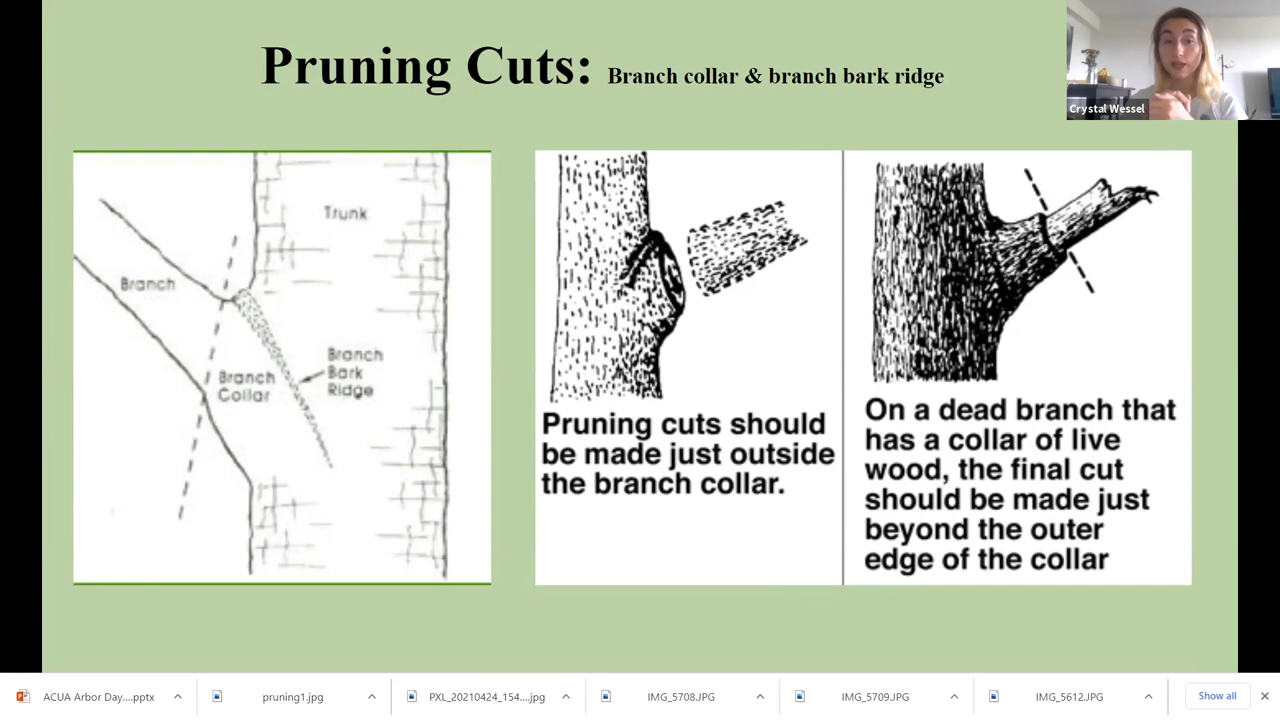 Pruning Cuts: Branch collar & branch bark ridge
Crystal Wessel
Trunk
Branch
Branch
Bark
Ridge
Branch
Collar
Pruning cuts should
be made just outside
the branch collar.
On a dead branch that
has a collar of live
wood, the final cut
should be made just
beyond the outer
edge of the collar
ACUA Arbor Day....pptx
pruning1.jpg
PXL_20210424_154....jpg
IMG_5708.JPG
IMG_5709.JPG
IMG_5612.JPG
Show all